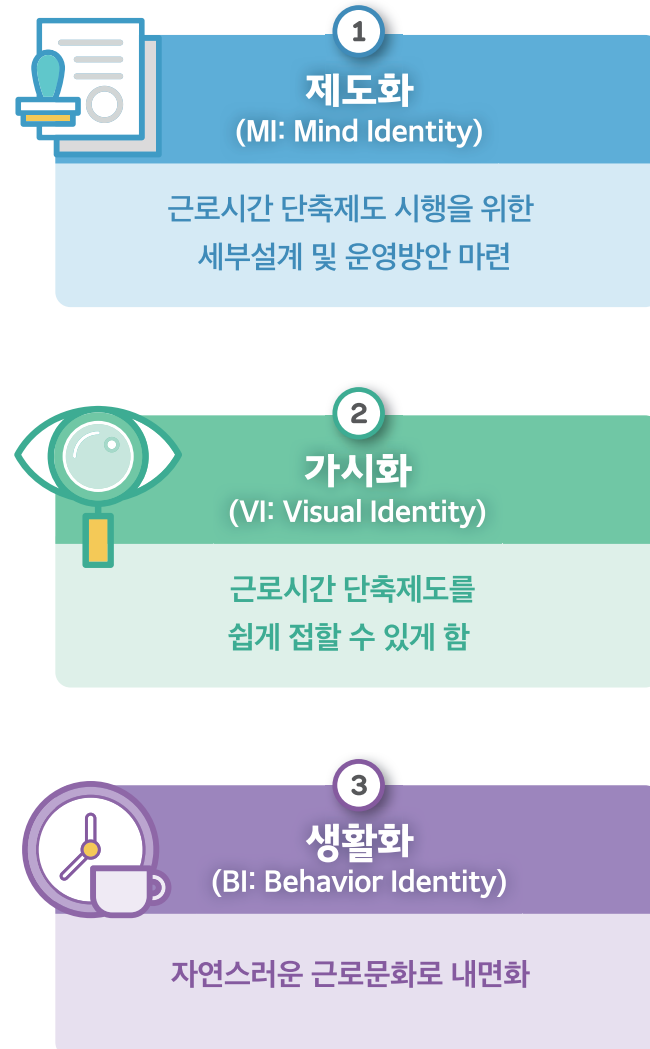 1
제도화
(MI: Mind Identity)
근로시간 단축제도 시행을 위한
세부설계 및 운영방안 마련
2
가시화
(VI: Visual Identity)
근로시간 단축제도를
쉽게 접할 수 있게 함
3
생활화
(BI: Behavior Identity)
자연스러운 근로문화로 내면화